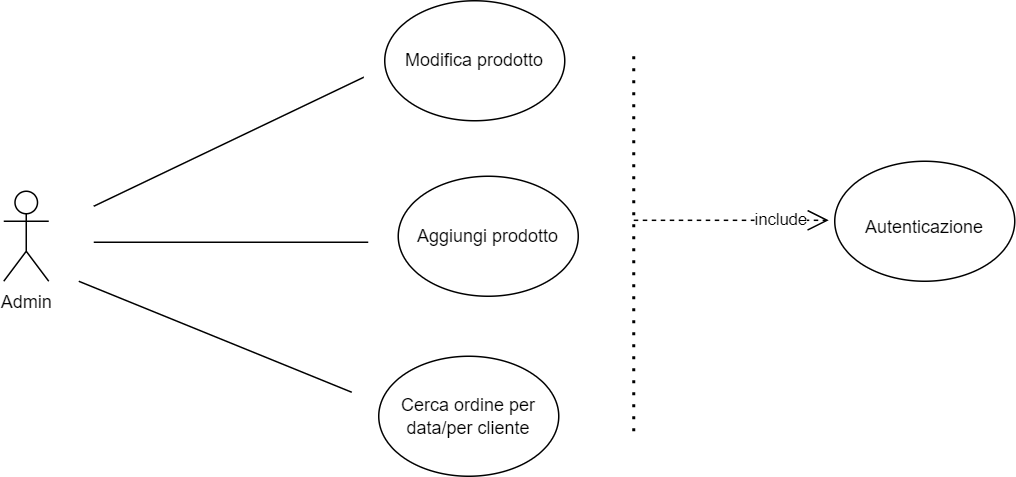 Modifica prodotto
Aggiungi prodotto
include
Autenticazione
Admin
Cerca ordine per
data/per cliente